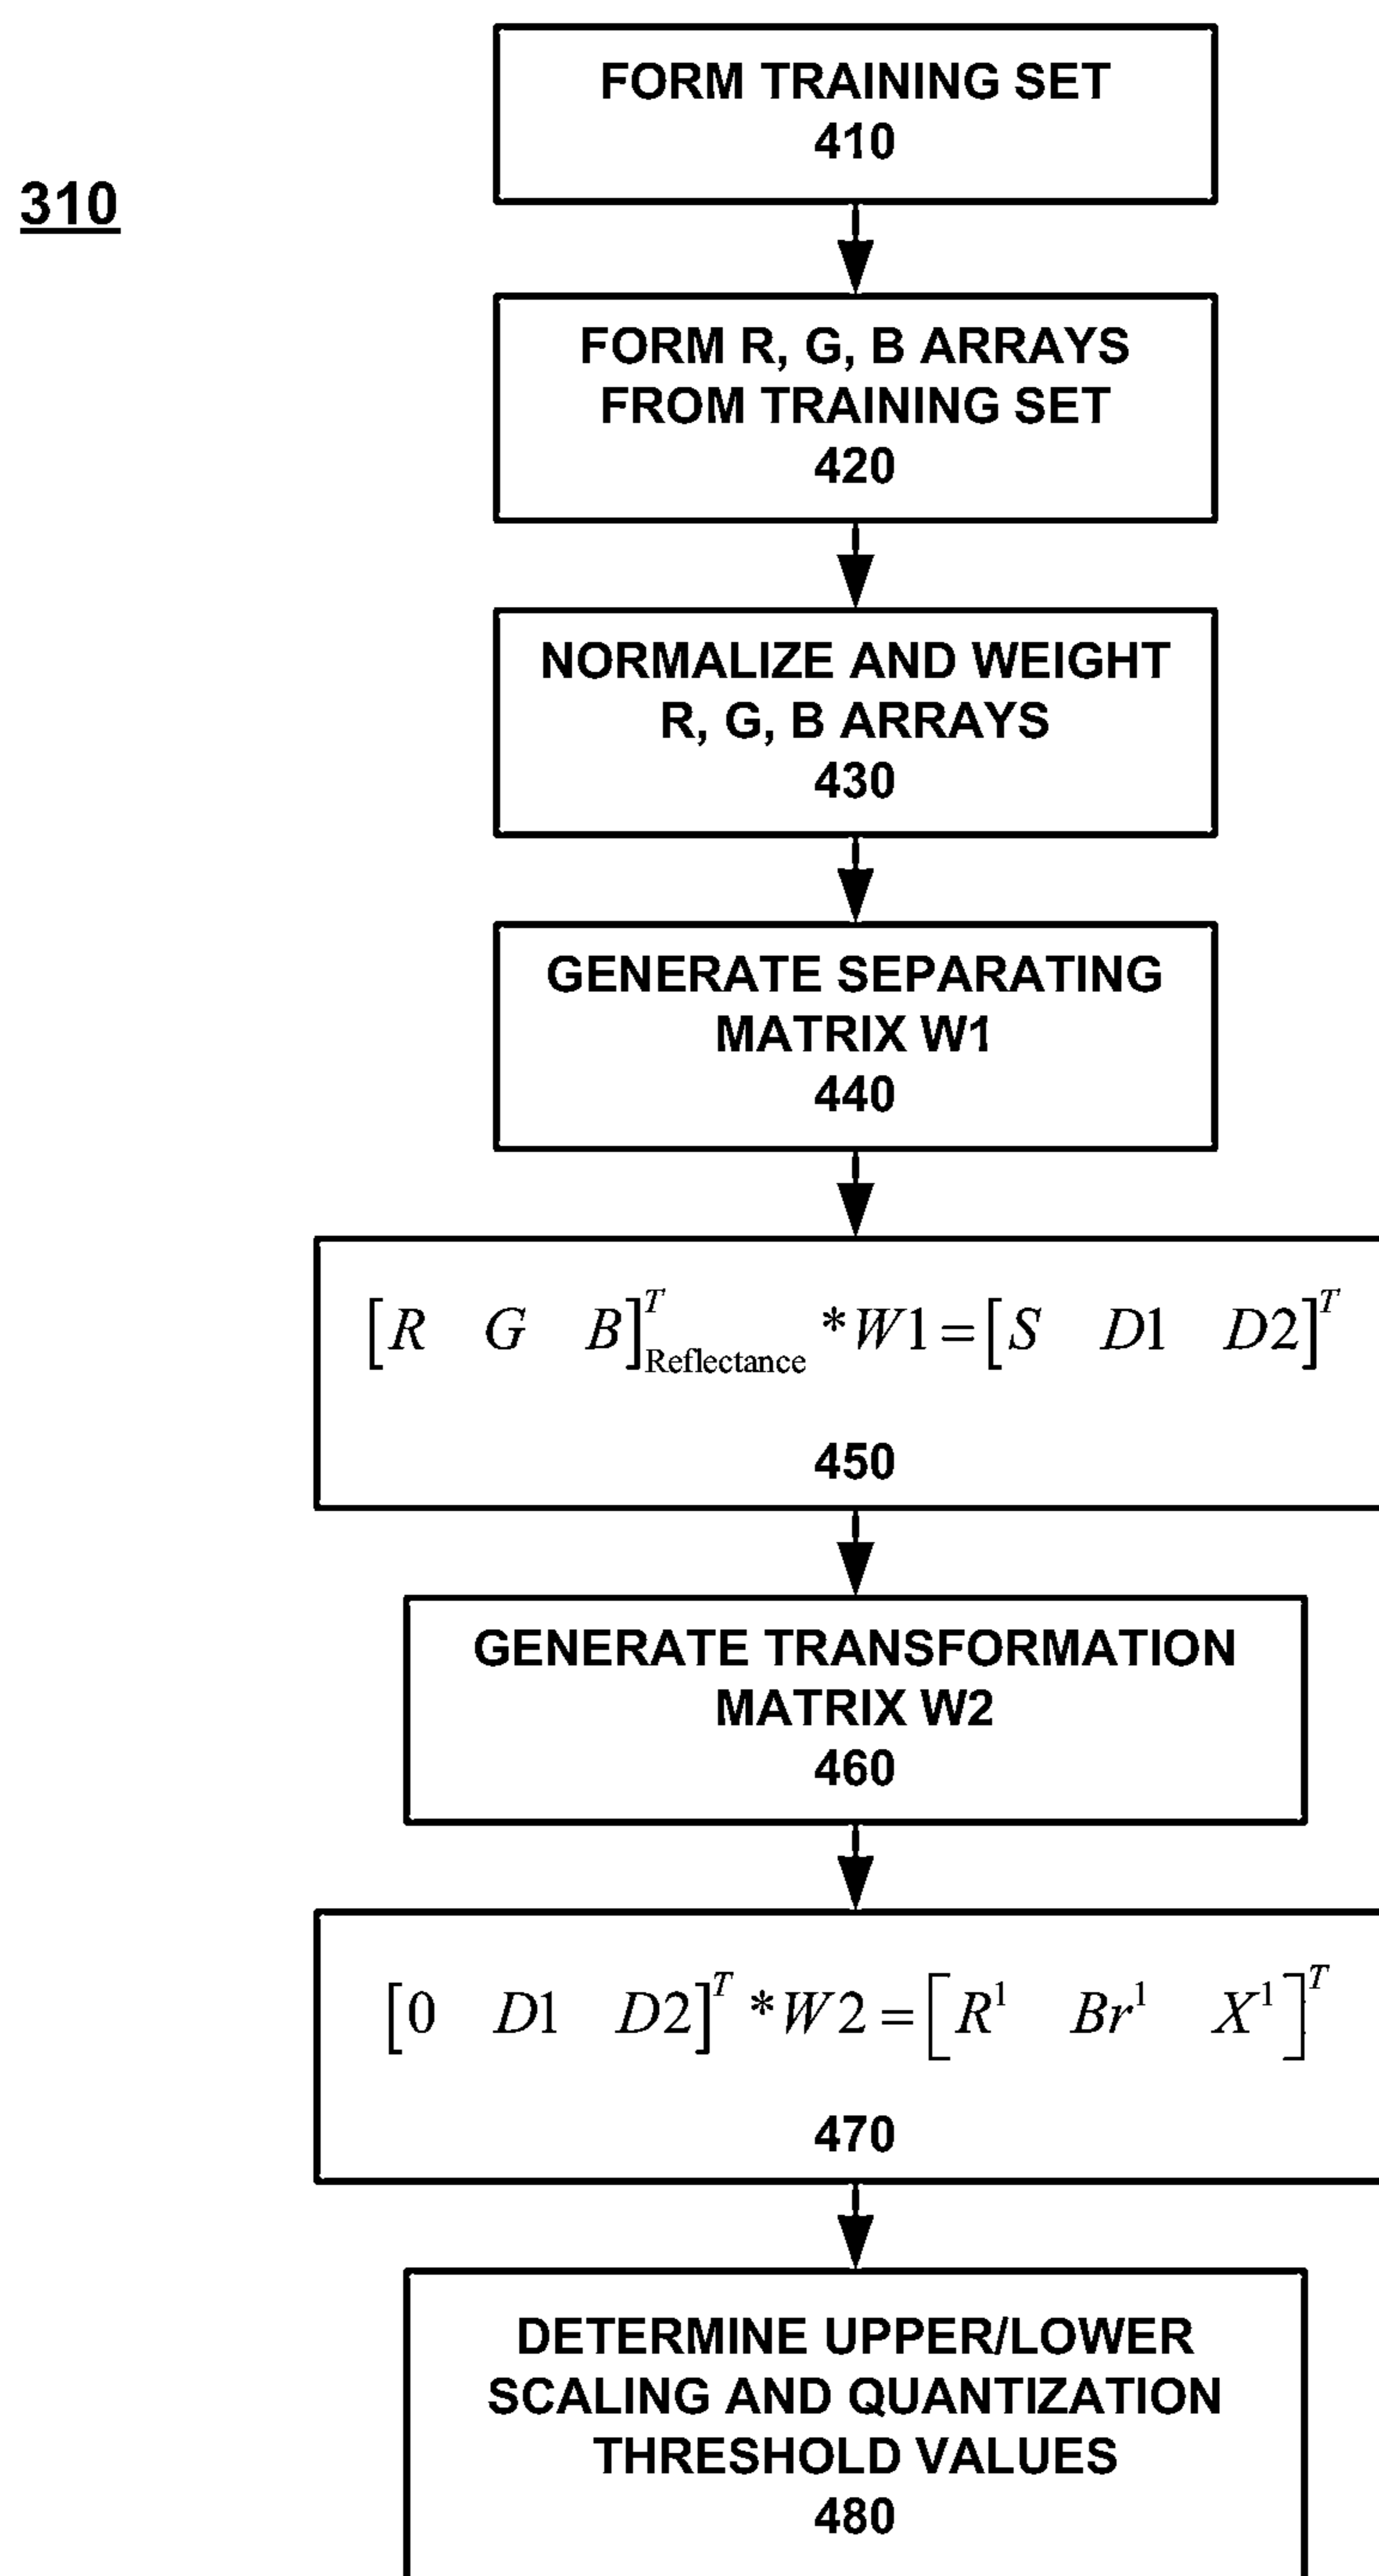 310
FORM TRAINING SET
410
FORM R, G, B ARRAYS
FROM TRAINING SET
420
NORMALIZE AND WEIGHT
R, G, B ARRAYS
430
GENERATE SEPARATING
MATRIX W1
440
[R G B]^T_Reflectance *W1=[S D1 D2]^T
450
GENERATE TRANSFORMATION
MATRIX W2
460
[0 D1 D2]^T *W2=[R^1 Br^1 X^1]^T
470
DETERMINE UPPER/LOWER
SCALING AND QUANTIZATION
THRESHOLD VALUES
480